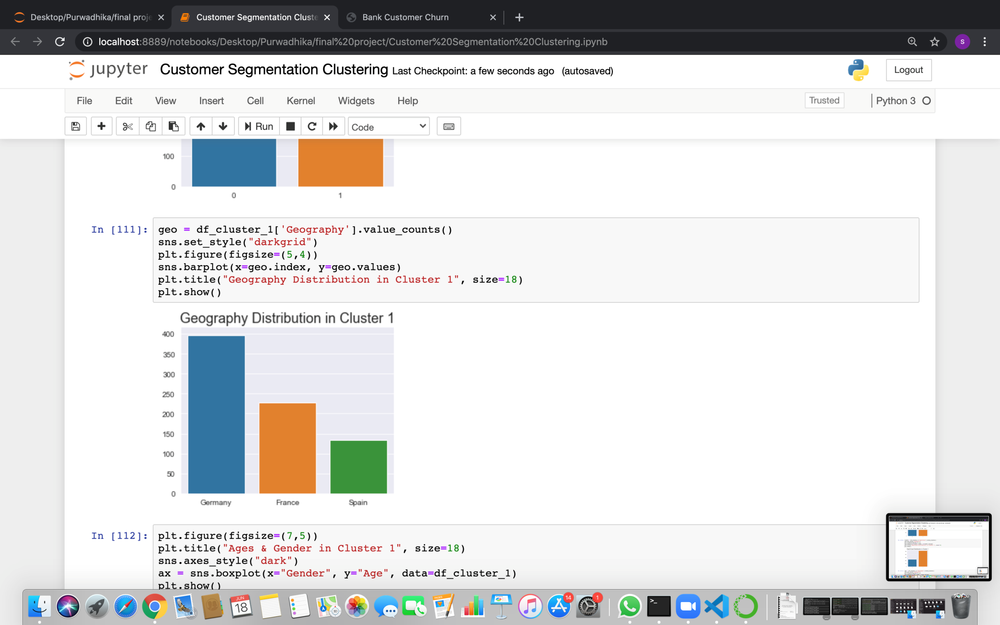 Desktop/Purwadhika/final proje
Customer Segmentation Cluste
Bank Customer Churn
localhost:8889/notebooks/Desktop/Purwadhika/final%20project/Customer%20Segmentation%20Clustering.ipynb
S
jupyter
Customer Segmentation Clustering Last Checkpoint: a few seconds ago (autosaved)
Logout
File Edit View Insert Cell Kernel Widgets Help
Trusted
Python 3
Run
Code
100
0
0 1
In [111]:
geo = df_cluster_1['Geography'].value_counts()
sns.set_style("darkgrid")
plt.figure(figsize=(5,4))
sns.barplot(x=geo.index, y=geo.values)
plt.title("Geography Distribution in Cluster 1", size=18)
plt.show()
Geography Distribution in Cluster 1
400
350
300
250
200
150
100
50
0
Germany France Spain
In [112]:
plt.figure(figsize=(7,5))
plt.title("Ages & Gender in Cluster 1", size=18)
sns.axes_style("dark")
ax = sns.boxplot(x="Gender", y="Age", data=df_cluster_1)
plt.show()
JUN
18
3D
PAGES
14
1
>_